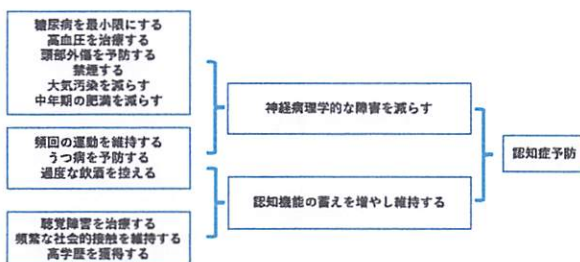 糖尿病を最小限にする
高血圧を治療する
頭部外傷を予防する
禁煙する
大気汚染を減らす
中年期の肥満を減らす
頻回の運動を維持する
うつ病を予防する
過度な飲酒を控える
聴覚障害を治療する
頻繁な社会的接触を維持する
高学歴を獲得する
神経病理学的な障害を減らす
認知機能の蓄えを増やし維持する
認知症予防